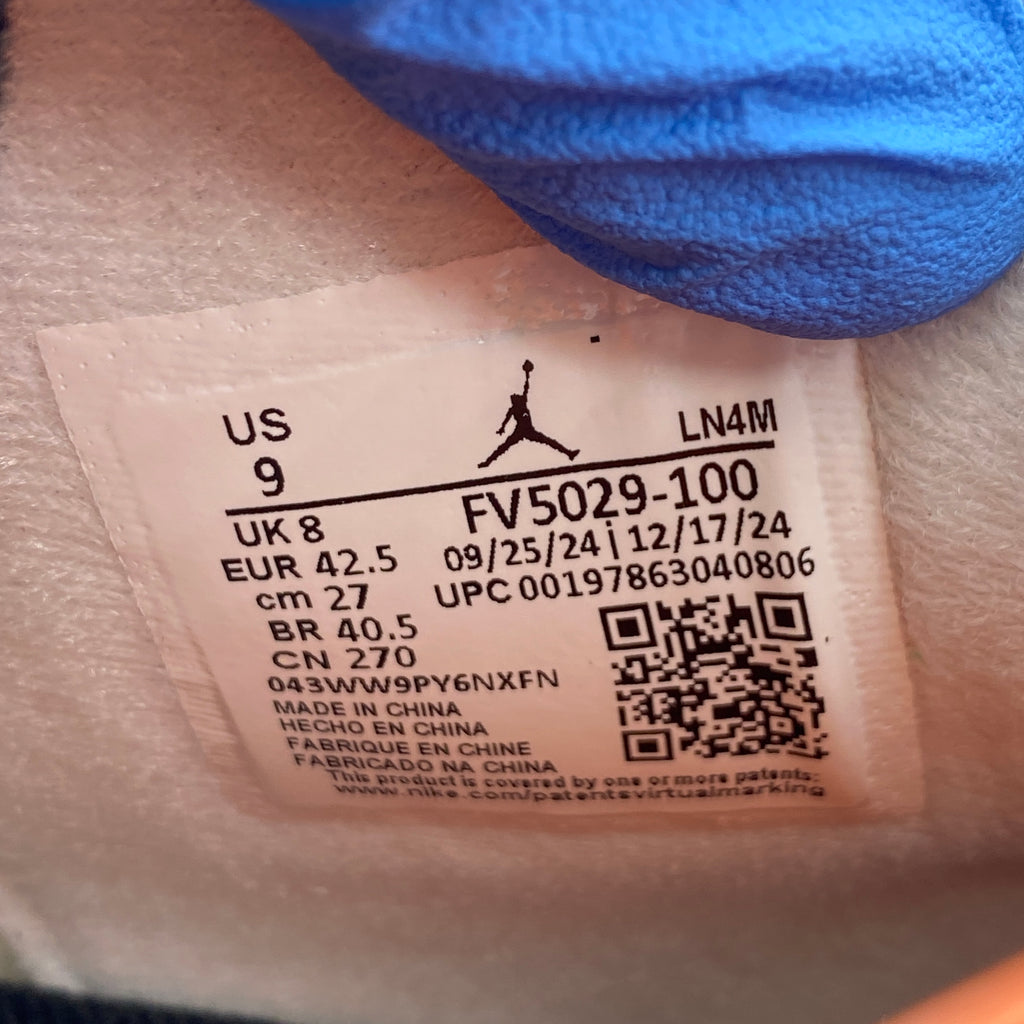 US
9
LN4M
UK 8
FV5029-100
EUR 42.5
09/25/24 | 12/17/24
cm 27
UPC 00197863040806
BR 40.5
CN 270
043WW9PY6NXFN
MADE IN CHINA
HECHO EN CHINA
FABRIQUE EN CHINE
FABRICADO NA CHINA
This product is covered by one or more patents:
www.nike.com/patentsvirtualmarking